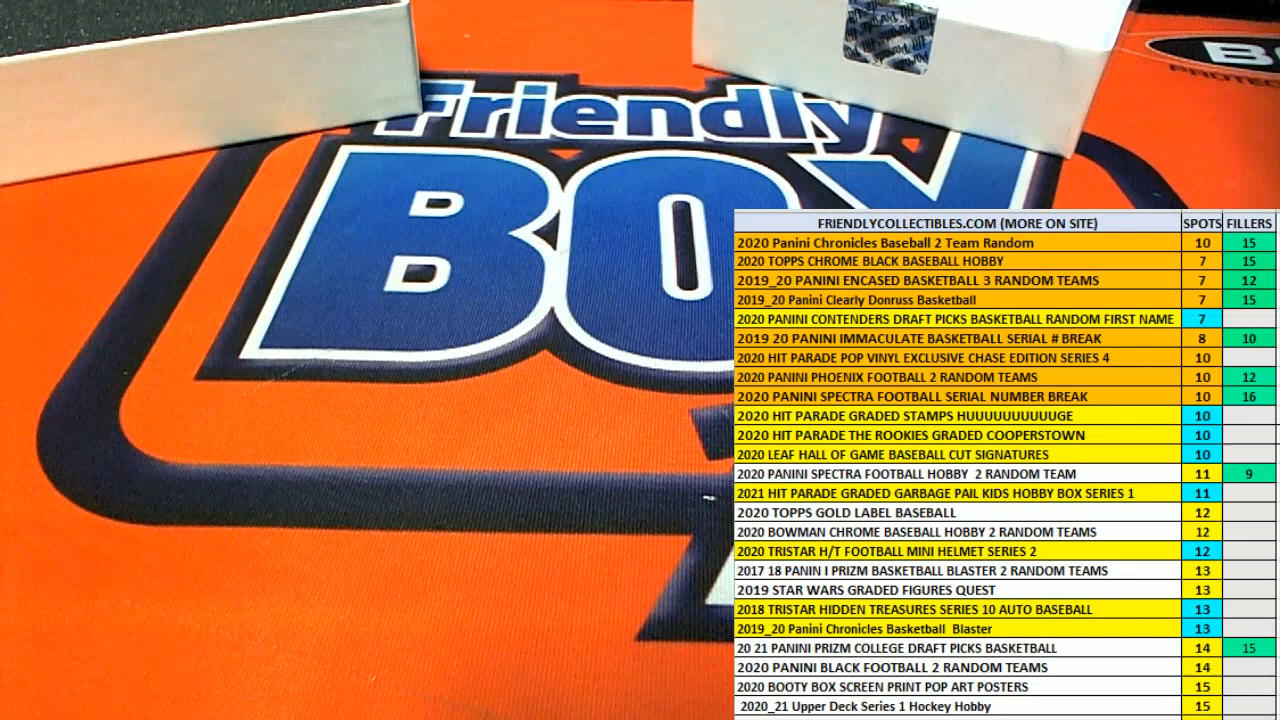 Friendly
BO
PROTEC
FRIENDLYCOLLECTIBLES.COM (MORE ON SITE) SPOTS FILLERS
2020 Panini Chronicles Baseball 2 Team Random 10 15
2020 TOPPS CHROME BLACK BASEBALL HOBBY 7 15
2019_20 PANINI ENCASED BASKETBALL 3 RANDOM TEAMS 7 12
2019_20 Panini Clearly Donruss Basketball 7 15
2020 PANINI CONTENDERS DRAFT PICKS BASKETBALL RANDOM FIRST NAME 7
2019 20 PANINI IMMACULATE BASKETBALL SERIAL # BREAK 8 10
2020 HIT PARADE POP VINYL EXCLUSIVE CHASE EDITION SERIES 4 10
2020 PANINI PHOENIX FOOTBALL 2 RANDOM TEAMS 10 12
2020 PANINI SPECTRA FOOTBALL SERIAL NUMBER BREAK 10 16
2020 HIT PARADE GRADED STAMPS HUUUUUUUUUUGE 10
2020 HIT PARADE THE ROOKIES GRADED COOPERSTOWN 10
2020 LEAF HALL OF GAME BASEBALL CUT SIGNATURES 10
2020 PANINI SPECTRA FOOTBALL HOBBY 2 RANDOM TEAM 11 9
2021 HIT PARADE GRADED GARBAGE PAIL KIDS HOBBY BOX SERIES 1 11
2020 TOPPS GOLD LABEL BASEBALL 12
2020 BOWMAN CHROME BASEBALL HOBBY 2 RANDOM TEAMS 12
2020 TRISTAR H/T FOOTBALL MINI HELMET SERIES 2 12
2017 18 PANIN I PRIZM BASKETBALL BLASTER 2 RANDOM TEAMS 13
2019 STAR WARS GRADED FIGURES QUEST 13
2018 TRISTAR HIDDEN TREASURES SERIES 10 AUTO BASEBALL 13
2019_20 Panini Chronicles Basketball Blaster 13
20 21 PANINI PRIZM COLLEGE DRAFT PICKS BASKETBALL 14 15
2020 PANINI BLACK FOOTBALL 2 RANDOM TEAMS 14
2020 BOOTY BOX SCREEN PRINT POP ART POSTERS 15
2020_21 Upper Deck Series 1 Hockey Hobby 15